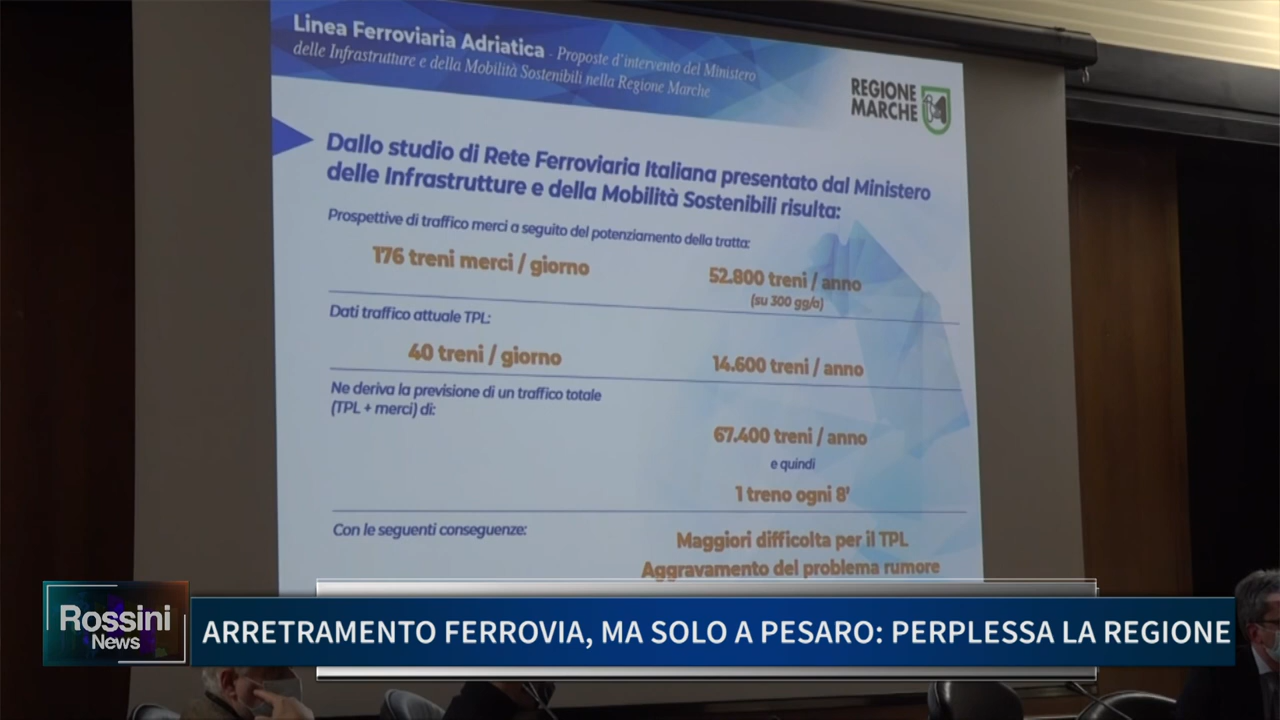 Linea Ferroviaria Adriatica - Proposte d'intervento del Ministero
delle Infrastrutture e della Mobilità Sostenibili nella Regione Marche
REGIONE
MARCHE
Dallo studio di Rete Ferroviaria Italiana presentato dal Ministero
delle Infrastrutture e della Mobilità Sostenibili risulta:
Prospettive di traffico merci a seguito del potenziamento della tratta:
176 treni merci / giorno
52.800 treni / anno
(su 300 gg/a)
Dati traffico attuale TPL:
40 treni / giorno
14.600 treni / anno
Ne deriva la previsione di un traffico totale
(TPL + merci) di:
67.400 treni / anno
e quindi
1 treno ogni 8'
Con le seguenti conseguenze:
Maggiori difficolta per il TPL
Aggravamento del problema rumore
Rossini
News
ARRETRAMENTO FERROVIA, MA SOLO A PESARO: PERPLESSA LA REGIONE